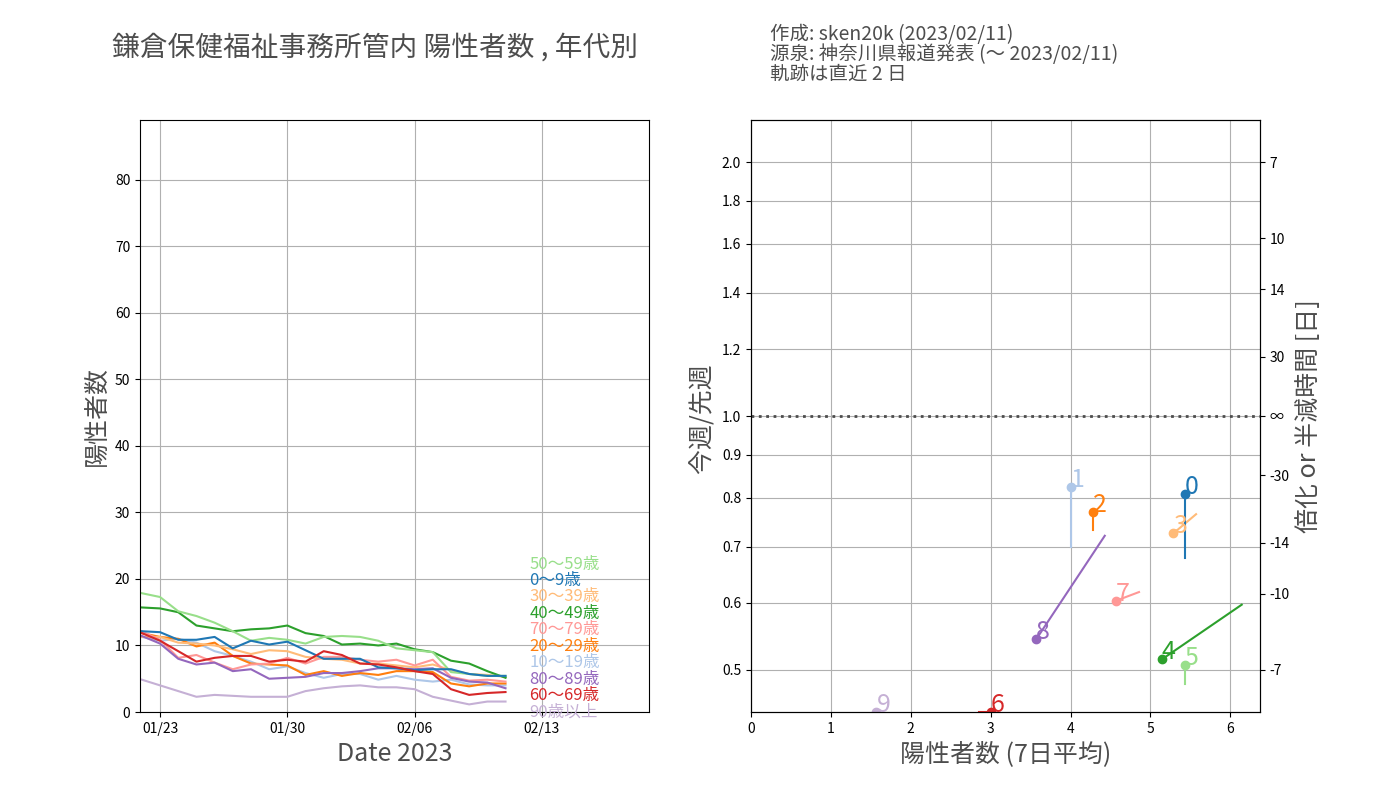 鎌倉保健福祉事務所管内 陽性者数 , 年代別
作成: sken20k (2023/02/11)
源泉: 神奈川県報道発表 (～ 2023/02/11)
軌跡は直近 2 日
陽性者数
80
70
60
50
40
30
20
10
0
01/23
01/30
02/06
02/13
Date 2023
50～59歳
0～9歳
30～39歳
40～49歳
70～79歳
20～29歳
10～19歳
80～89歳
60～69歳
90歳以上
今週/先週
2.0
1.8
1.6
1.4
1.2
1.0
0.9
0.8
0.7
0.6
0.5
0
1
2
3
4
5
6
陽性者数 (7日平均)
7
10
14
30
∞
-30
-14
-10
-7
倍化 or 半減時間 [日]
1
0
2
3
7
8
4
5
9
6